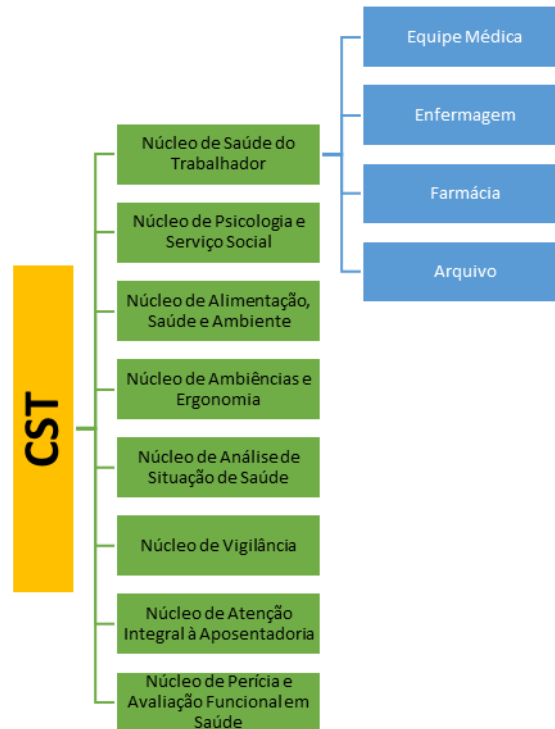 CST
Núcleo de Saúde do
Trabalhador
Equipe Médica
Enfermagem
Farmácia
Arquivo
Núcleo de Psicologia e
Serviço Social
Núcleo de Alimentação,
Saúde e Ambiente
Núcleo de Ambiências e
Ergonomia
Núcleo de Análise de
Situação de Saúde
Núcleo de Vigilância
Núcleo de Atenção
Integral à Aposentadoria
Núcleo de Perícia e
Avaliação Funcional em
Saúde